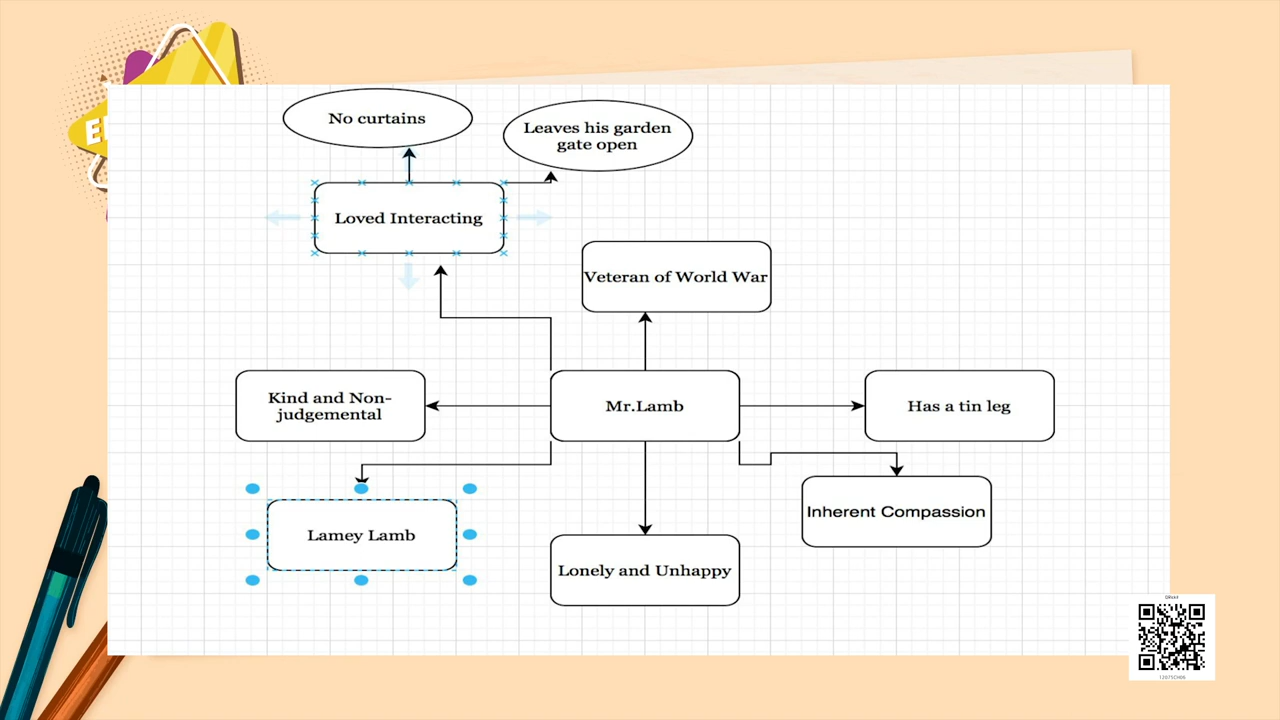 No curtains
Leaves his garden
gate open
Loved Interacting
Veteran of World War
Kind and Non-
judgemental
Mr.Lamb
Has a tin leg
Lamey Lamb
Inherent Compassion
Lonely and Unhappy
12075CH06